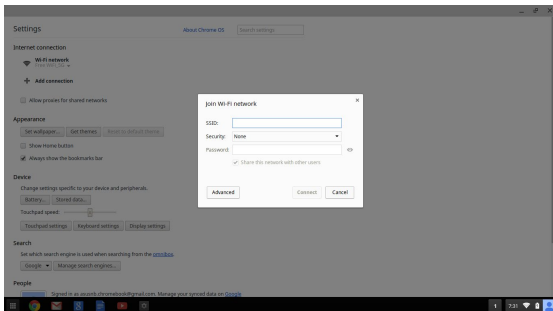 Settings
About Chrome OS
Search settings
Internet connection
Wi-Fi network
Add connection
Allow proxies for shared networks
Appearance
Set wallpaper... Get themes Reset to default theme
Show Home button
Always show the bookmarks bar
Device
Change settings specific to your device and peripherals.
Battery... Stored data...
Touchpad speed:
Touchpad settings Keyboard settings Display settings
Search
Set which search engine is used when searching from the omnibox.
Google Manage search engines...
People
Signed in as
Manage your synced data on Google
Join Wi-Fi network
SSID:
Security: None
Password:
Share this network with other users
Advanced Connect Cancel
1 7:31